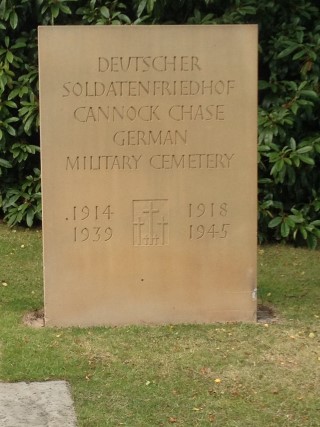 DEUTSCHER
SOLDATENFRIEDHOF
CANNOCK CHASE
GERMAN
MILITARY CEMETERY
1914 1918
1939 1945